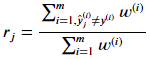 r_j = \frac{\sum_{i=1, \hat{y}_j^{(i)} \neq y^{(i)}}^{m} w^{(i)}}{\sum_{i=1}^{m} w^{(i)}}